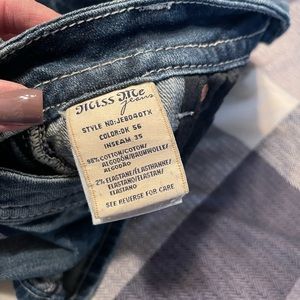 Miss Me
jeans
STYLE NO:JE8040TX
COLOR:DK 56
INSEAM 35
98% COTTON/COTON/
ALGODÓN/BAUMWOLLE/
ALGODÃO
2% ELASTANE/ÉLASTHANNE/
ELASTANO/ELASTAN/
ELASTANO
SEE REVERSE FOR CARE